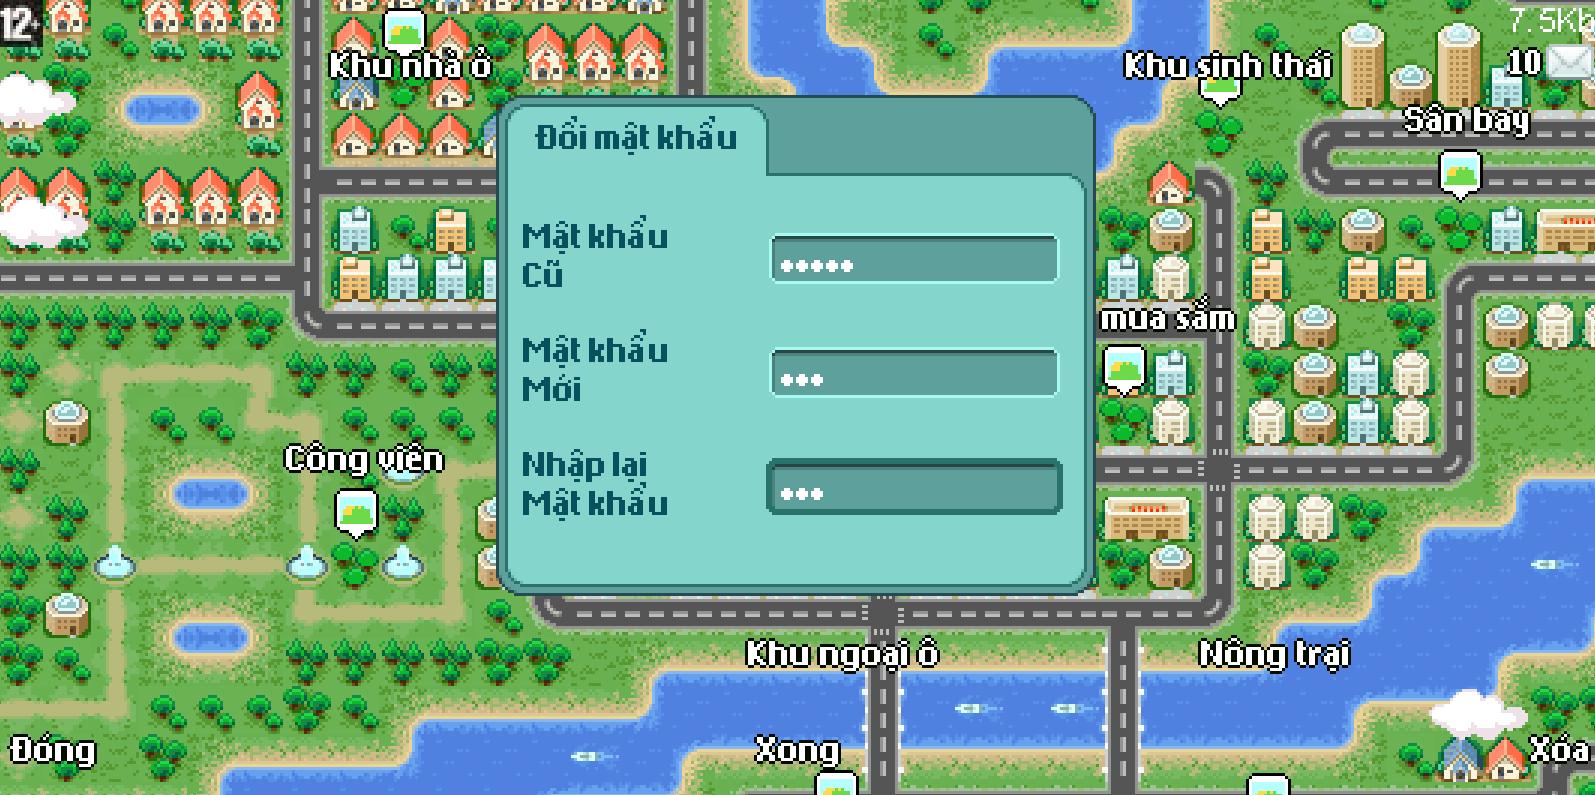 12+
7.5Kb
Khu nhà ô
Khu sinh thái
10
Sân bay
Đổi mật khẩu
Mật khẩu
Cũ
mua sắm
Mật khẩu
Mới
Công viên
Nhập lại
Mật khẩu
Khu ngoại ô
Nông trại
Đóng
Xong
Xóa